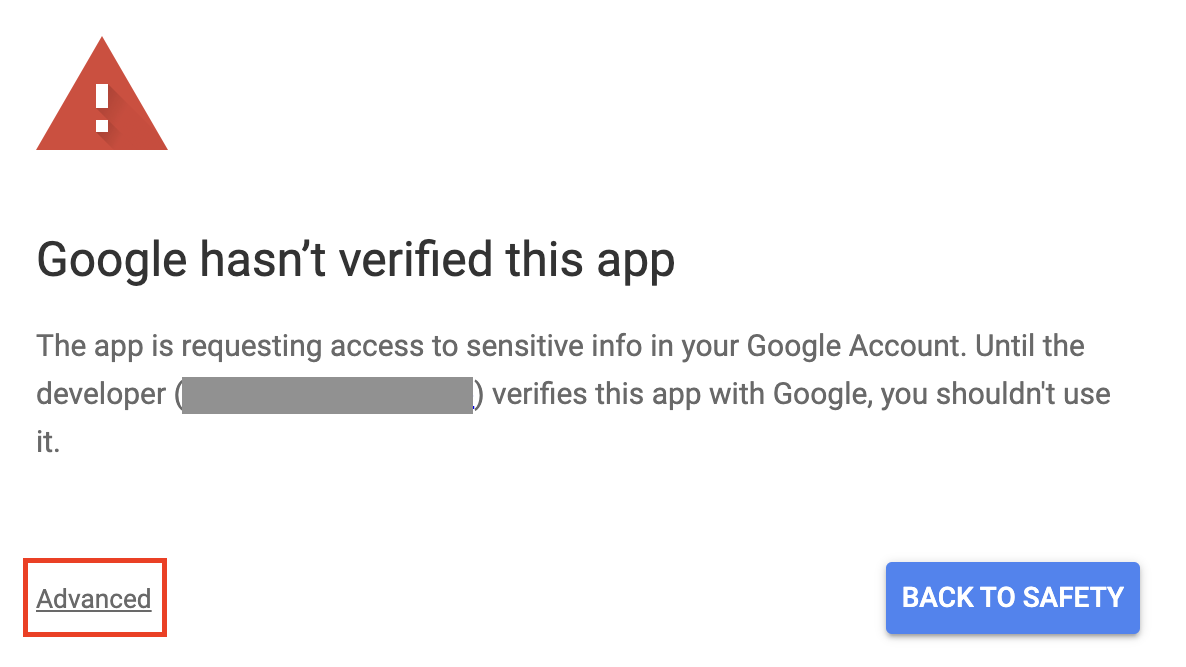 Google hasn’t verified this app
The app is requesting access to sensitive info in your Google Account. Until the
developer ( ) verifies this app with Google, you shouldn't use
it.
Advanced
BACK TO SAFETY